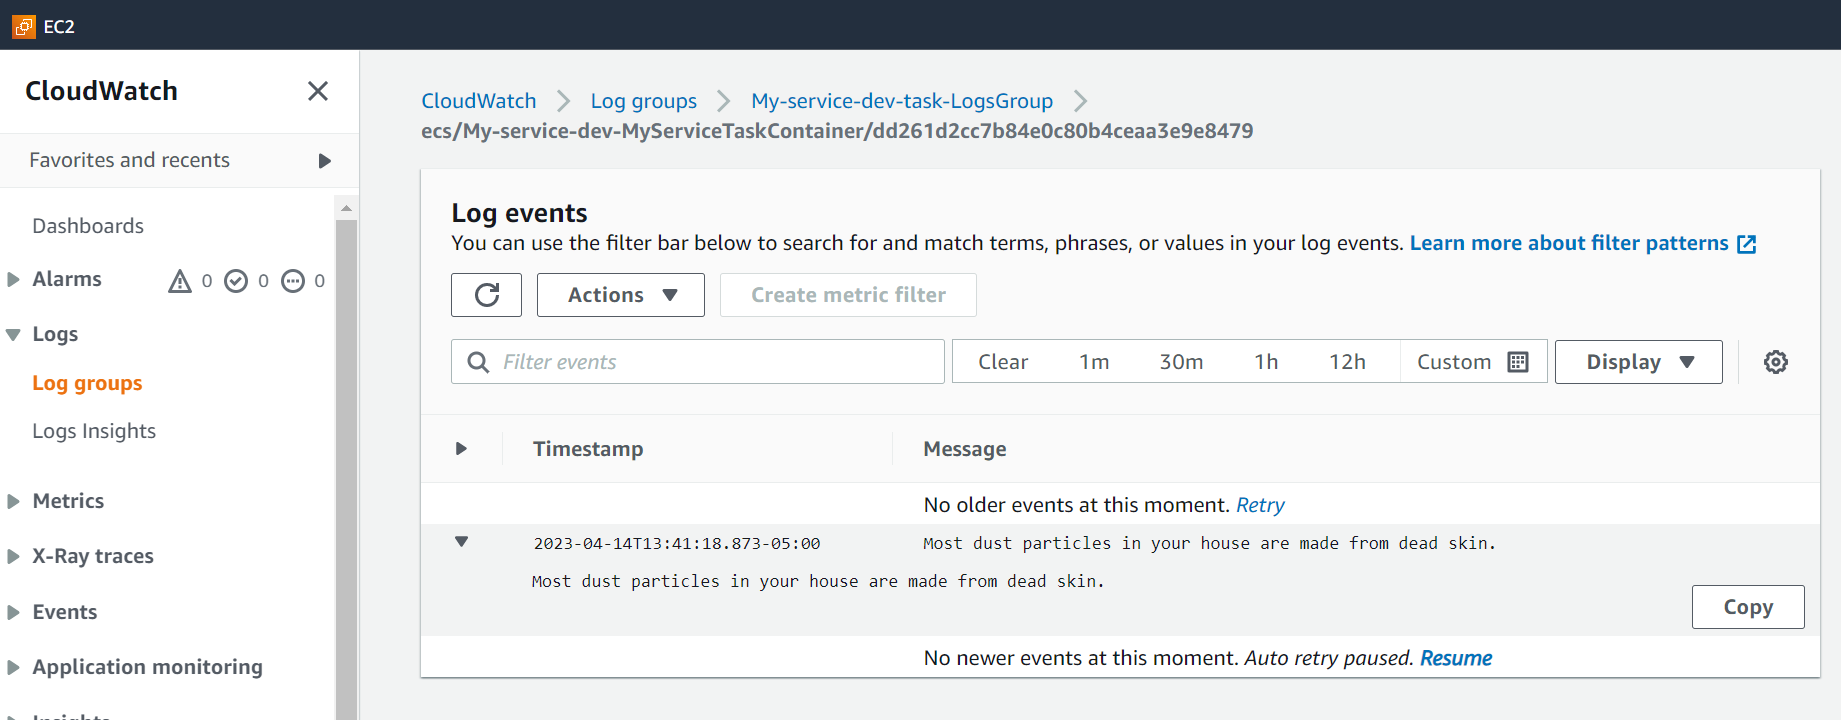 EC2
CloudWatch
Favorites and recents
Dashboards
Alarms 0 0 0
Logs
Log groups
Logs Insights
Metrics
X-Ray traces
Events
Application monitoring
Insights
CloudWatch Log groups My-service-dev-task-LogsGroup
ecs/My-service-dev-MyServiceTaskContainer/dd261d2cc7b84e0c80b4ceaa3e9e8479
Log events
You can use the filter bar below to search for and match terms, phrases, or values in your log events. Learn more about filter patterns
Actions Create metric filter
Filter events Clear 1m 30m 1h 12h Custom Display
Timestamp Message
No older events at this moment. Retry
2023-04-14T13:41:18.873-05:00 Most dust particles in your house are made from dead skin.
Most dust particles in your house are made from dead skin.
Copy
No newer events at this moment. Auto retry paused. Resume